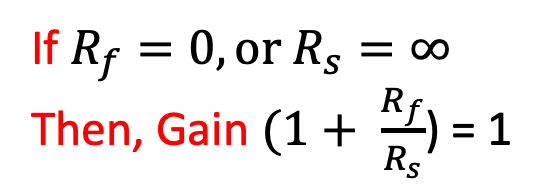 If R_f = 0, or R_s = ∞
Then, Gain (1 + R_f/R_s) = 1